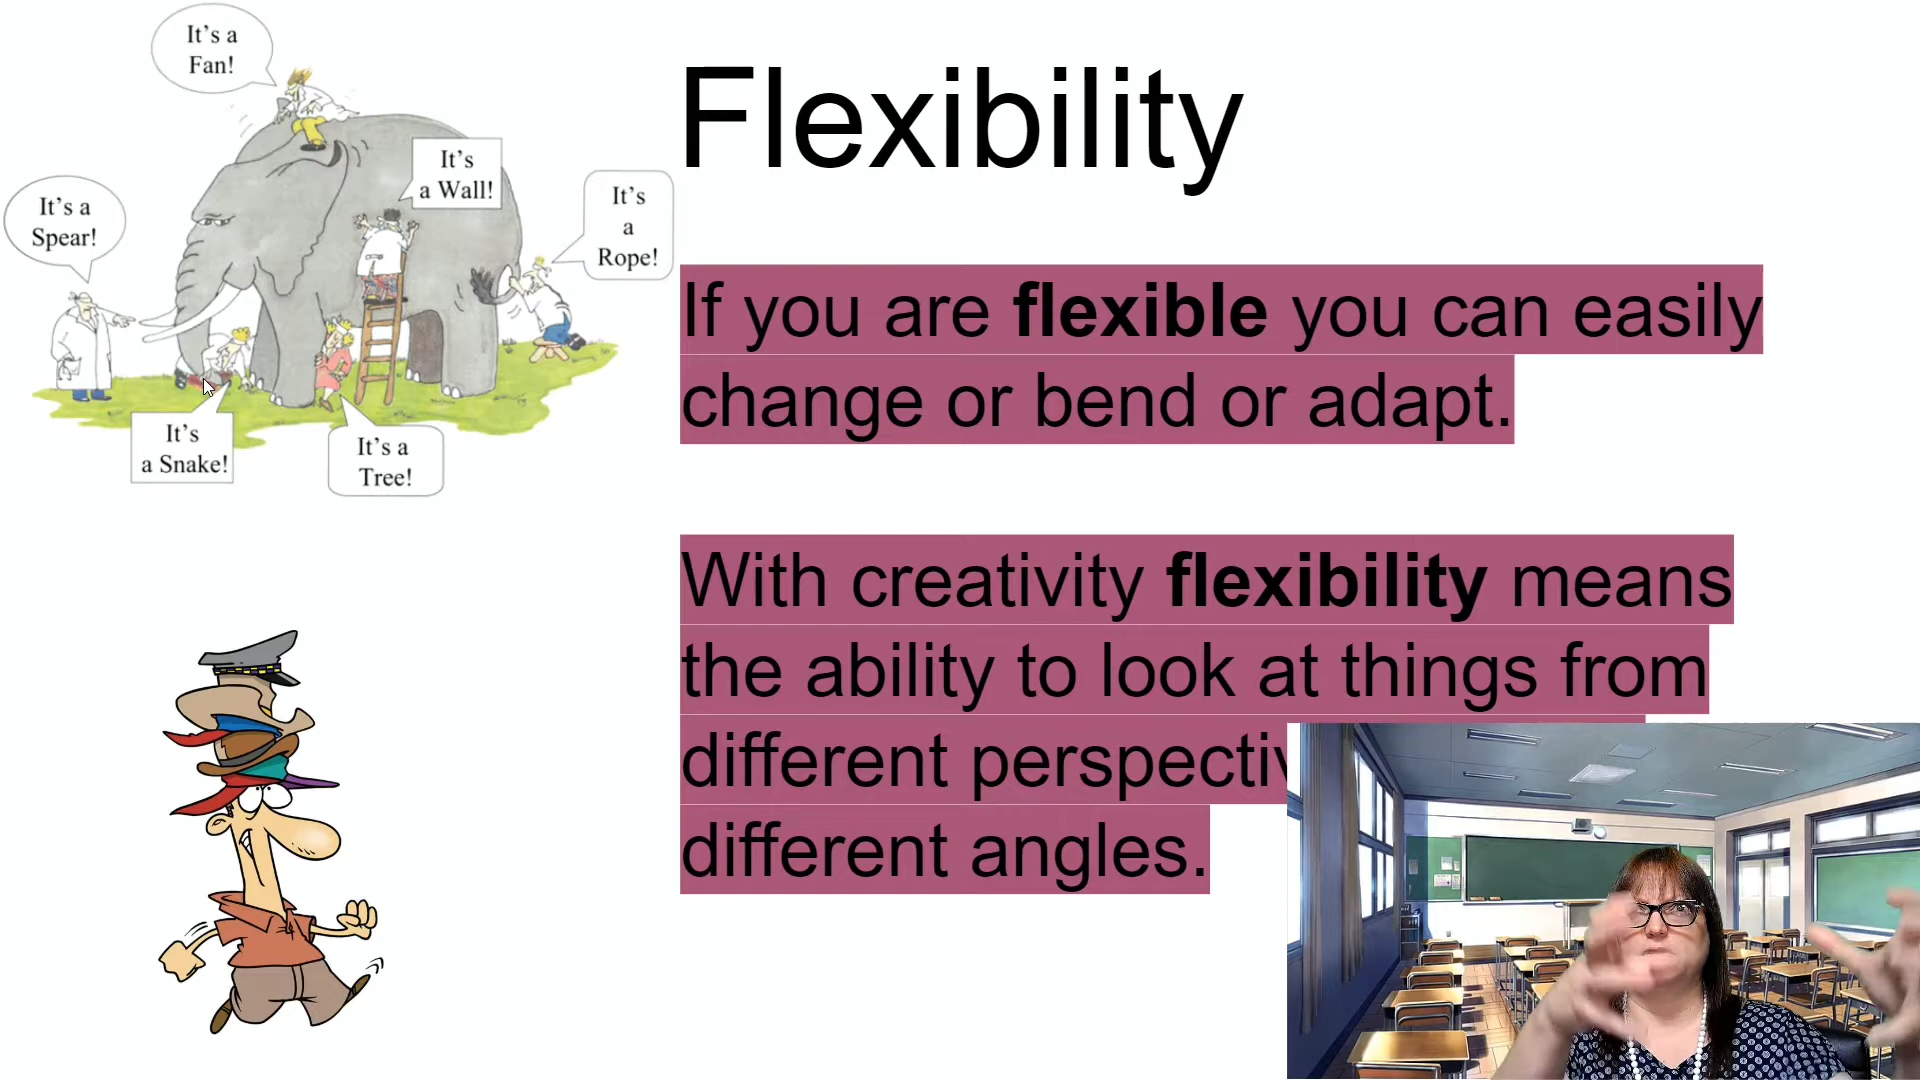 It's a
Fan!
It's
a Wall!
It's
a
Rope!
It's a
Spear!
It's
a Snake!
It's a
Tree!
Flexibility
If you are flexible you can easily
change or bend or adapt.
With creativity flexibility means
the ability to look at things from
different
different angles.